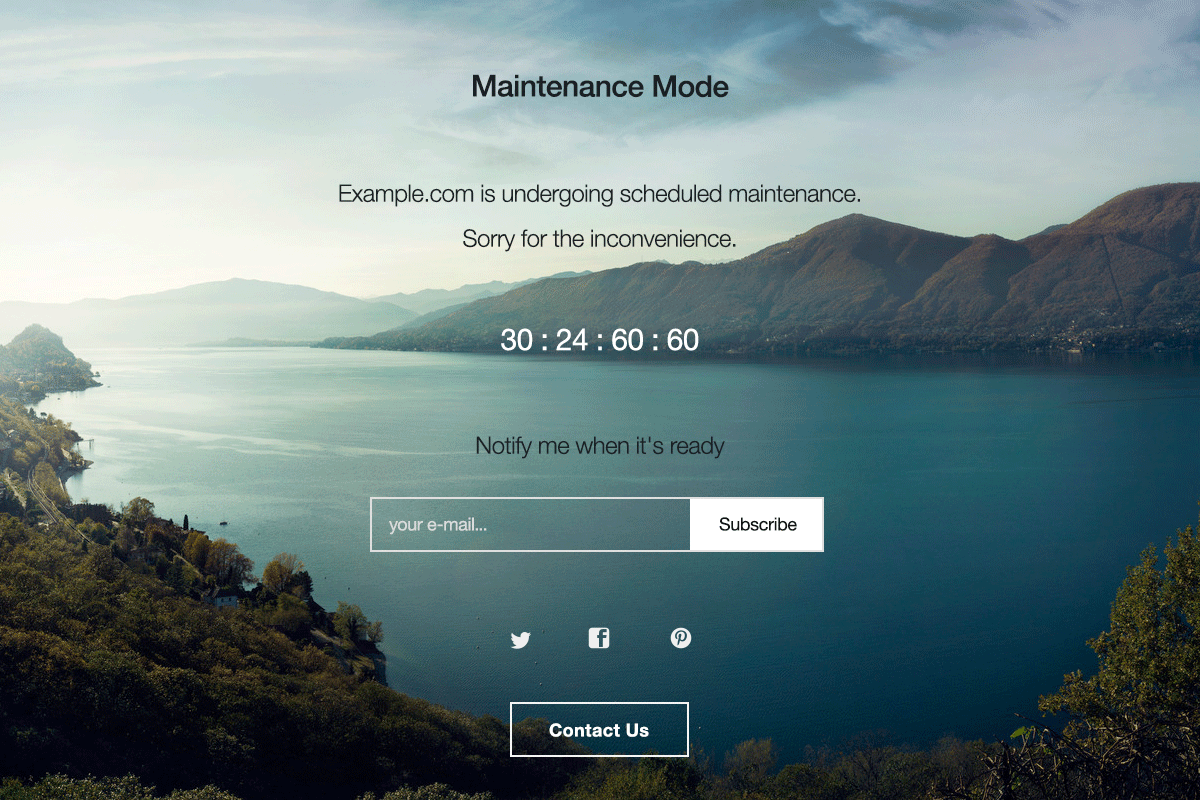 Maintenance Mode
Example.com is undergoing scheduled maintenance.
Sorry for the inconvenience.
30 : 24 : 60 : 60
Notify me when it's ready
your e-mail...
Subscribe
Contact Us